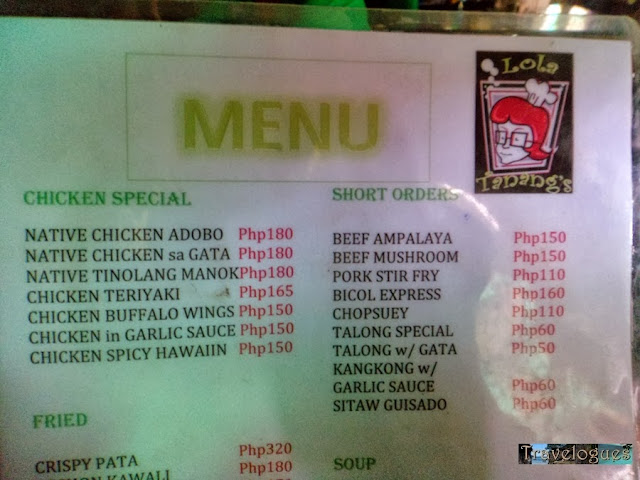 MENU
Lola
Tanang's
CHICKEN SPECIAL
NATIVE CHICKEN ADOBO Php180
NATIVE CHICKEN sa GATA Php180
NATIVE TINOLANG MANOK Php180
CHICKEN TERIYAKI Php165
CHICKEN BUFFALO WINGS Php150
CHICKEN in GARLIC SAUCE Php150
CHICKEN SPICY HAWAIIN Php150
FRIED
CRISPY PATA Php320
KAWALI Php180
SHORT ORDERS
BEEF AMPALAYA Php150
BEEF MUSHROOM Php150
PORK STIR FRY Php110
BICOL EXPRESS Php160
CHOPSUEY Php110
TALONG SPECIAL Php60
TALONG w/ GATA Php50
KANGKONG w/
GARLIC SAUCE Php60
SITAW GUISADO Php60
SOUP
Travelogues